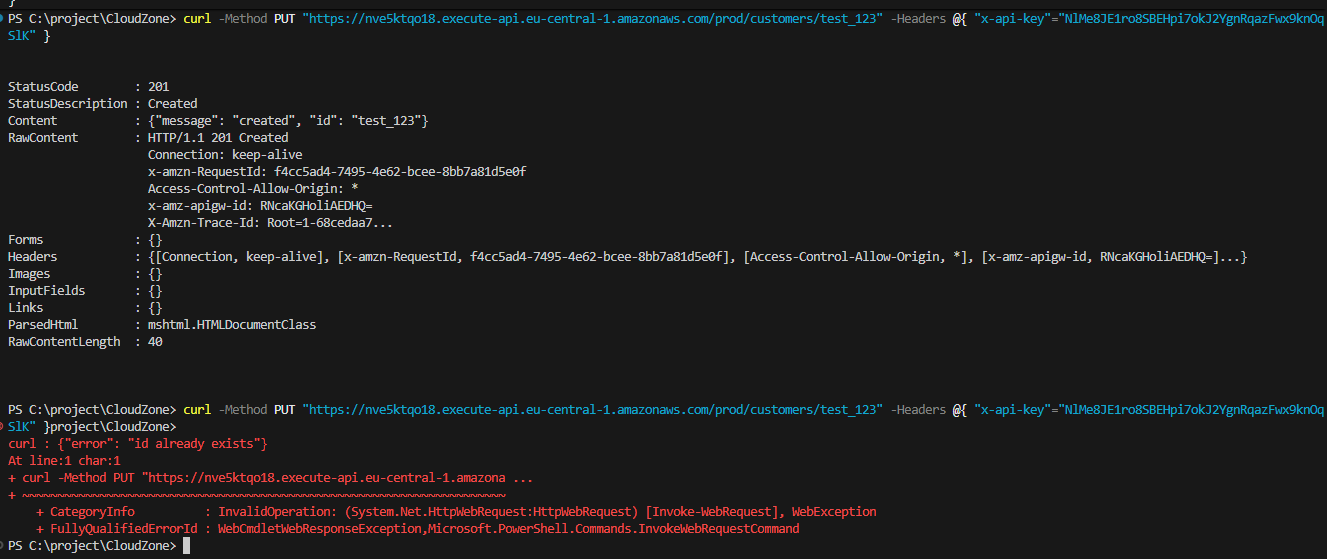 }
PS C:\project\CloudZone> curl -Method PUT "https://nve5ktqo18.execute-api.eu-central-1.amazonaws.com/prod/customers/test_123" -Headers @{ "x-api-key"="NlMe8JE1ro8SBEHpi7okJ2YgnRqazFwx9knOq
SlK" }
StatusCode : 201
StatusDescription : Created
Content : {"message": "created", "id": "test_123"}
RawContent : HTTP/1.1 201 Created
Connection: keep-alive
x-amzn-RequestId: f4cc5ad4-7495-4e62-bcee-8bb7a81d5e0f
Access-Control-Allow-Origin: *
x-amz-apigw-id: RNcaKGHoliAEDHQ=
X-Amzn-Trace-Id: Root=1-68cedaa7...
Forms : {}
Headers : {[Connection, keep-alive], [x-amzn-RequestId, f4cc5ad4-7495-4e62-bcee-8bb7a81d5e0f], [Access-Control-Allow-Origin, *], [x-amz-apigw-id, RNcaKGHoliAEDHQ=]...}
Images : {}
InputFields : {}
Links : {}
ParsedHtml : mshtml.HTMLDocumentClass
RawContentLength : 40
PS C:\project\CloudZone> curl -Method PUT "https://nve5ktqo18.execute-api.eu-central-1.amazonaws.com/prod/customers/test_123" -Headers @{ "x-api-key"="NlMe8JE1ro8SBEHpi7okJ2YgnRqazFwx9knOq
SlK" }project\CloudZone>
curl : {"error": "id already exists"}
At line:1 char:1
+ curl -Method PUT "https://nve5ktqo18.execute-api.eu-central-1.amazona ...
+ ~~~~~~~~~~~~~~~~~~~~~~~~~~~~~~~~~~~~~~~~~~~~~~~~~~~~~~~~~~~~~~~~~~~~~
+ CategoryInfo : InvalidOperation: (System.Net.HttpWebRequest:HttpWebRequest) [Invoke-WebRequest], WebException
+ FullyQualifiedErrorId : WebCmdletWebResponseException,Microsoft.PowerShell.Commands.InvokeWebRequestCommand
PS C:\project\CloudZone>